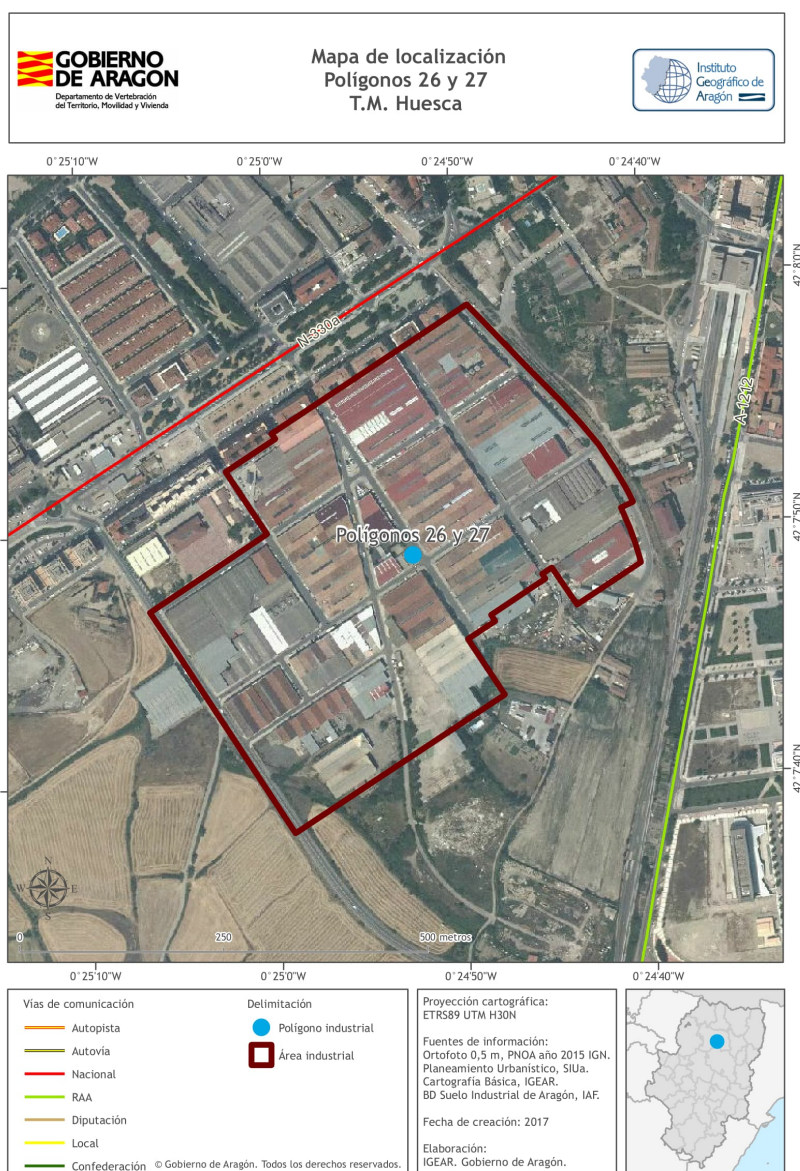 GOBIERNO
DE ARAGON
Departamento de Vertebración
del Territorio, Movilidad y Vivienda
Mapa de localización
Polígonos 26 y 27
T.M. Huesca
Instituto
Geográfico de
Aragón
0°25'10"W 0°25'0"W 0°24'50"W 0°24'40"W
42°8'0"N
N-330a
A-1212
42°7'50"N
Polígonos 26 y 27
42°7'40"N
N
W E
S
0 250 500 metros
0°25'10"W 0°25'0"W 0°24'50"W 0°24'40"W
Vías de comunicación
Autopista
Autovía
Nacional
RAA
Diputación
Local
Confederación
Delimitación
Polígono industrial
Área industrial
© Gobierno de Aragón. Todos los derechos reservados.
Proyección cartográfica:
ETRS89 UTM H30N
Fuentes de información:
Ortofoto 0,5 m, PNOA año 2015 IGN.
Planeamiento Urbanístico, SIUa.
Cartografía Básica, IGEAR.
BD Suelo Industrial de Aragón, IAF.
Fecha de creación: 2017
Elaboración:
IGEAR. Gobierno de Aragón.